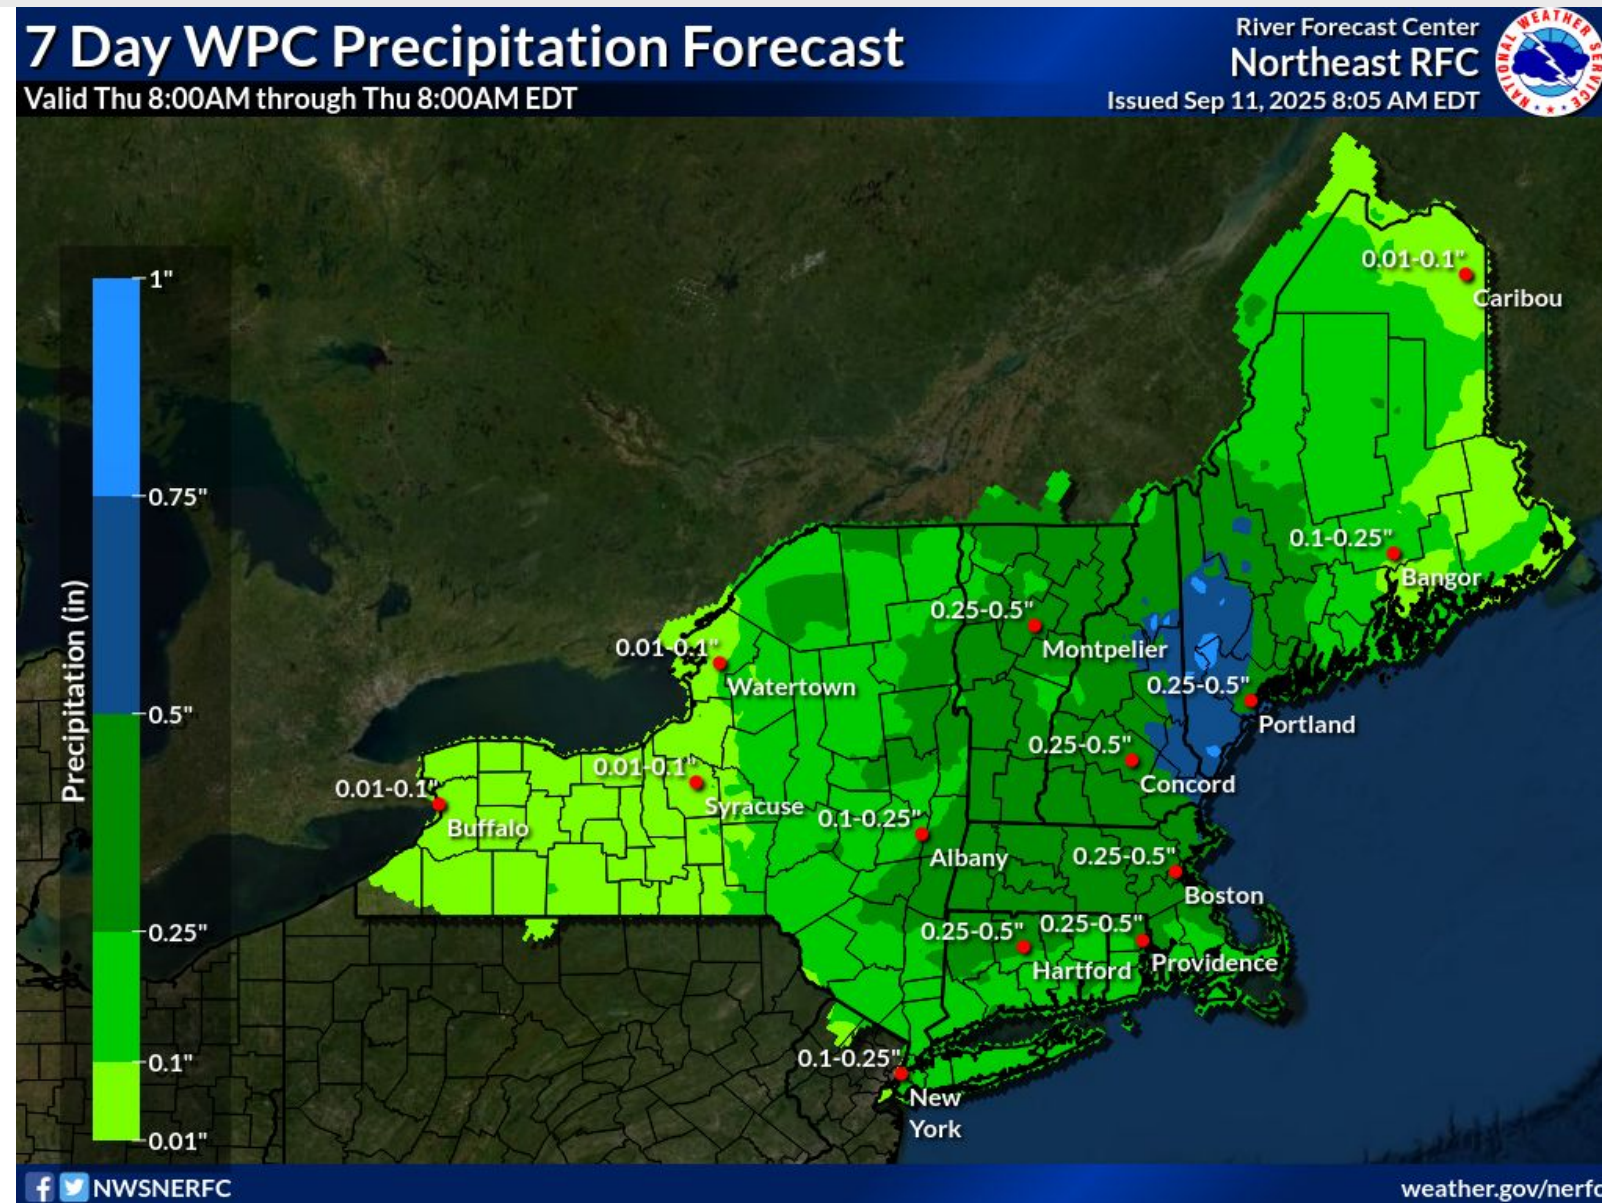 7 Day WPC Precipitation Forecast
Valid Thu 8:00AM through Thu 8:00AM EDT
River Forecast Center
Northeast RFC
Issued Sep 11, 2025 8:05 AM EDT
NATIONAL WEATHER SERVICE
Precipitation (in)
1"
0.75"
0.5"
0.25"
0.1"
0.01"
0.01-0.1"
Caribou
0.1-0.25"
Bangor
0.25-0.5"
Montpelier
0.01-0.1"
Watertown
0.25-0.5"
Portland
0.25-0.5"
Concord
0.01-0.1"
Syracuse
0.01-0.1"
Buffalo
0.1-0.25"
Albany
0.25-0.5"
Boston
0.25-0.5"
Hartford
0.25-0.5"
Providence
0.1-0.25"
New
York
NWSNERFC
weather.gov/nerfc